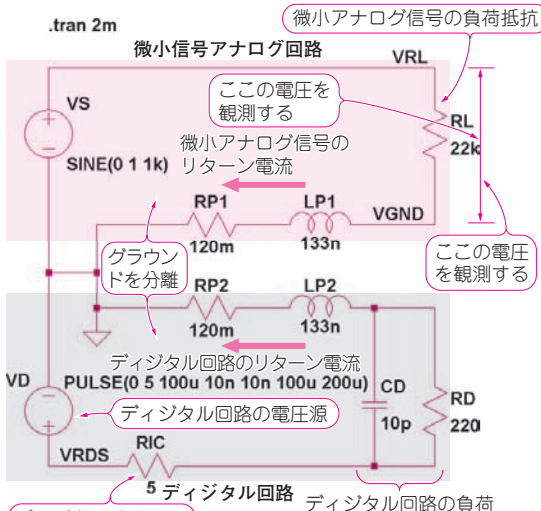 .tran 2m
微小アナログ信号の負荷抵抗
微小信号アナログ回路
VRL
VS
ここの電圧を
観測する
RL
22k
SINE(0 1 1k)
微小アナログ信号の
リターン電流
RP1
LP1
VGND
120m
133n
ここの電圧
を観測する
グラウン
ドを分離
RP2
LP2
120m
133n
ディジタル回路のリターン電流
VD
PULSE(0 5 100u 10n 10n 100u 200u)
CD
10p
RD
220
ディジタル回路の電圧源
VRDS
RIC
5
ディジタル回路
ディジタル回路の負荷